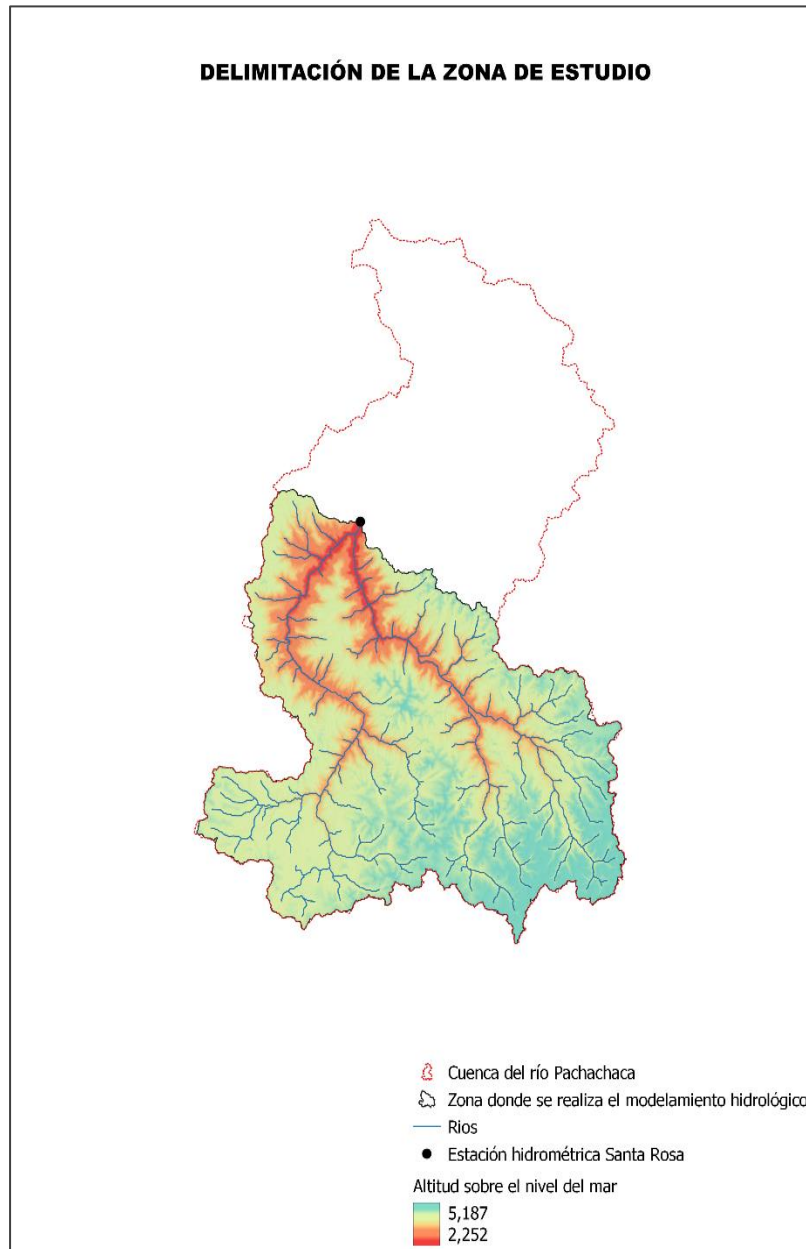 DELIMITACIÓN DE LA ZONA DE ESTUDIO
Cuenca del río Pachachaca
Zona donde se realiza el modelamiento hidrológico
Rios
Estación hidrométrica Santa Rosa
Altitud sobre el nivel del mar
5,187
2,252